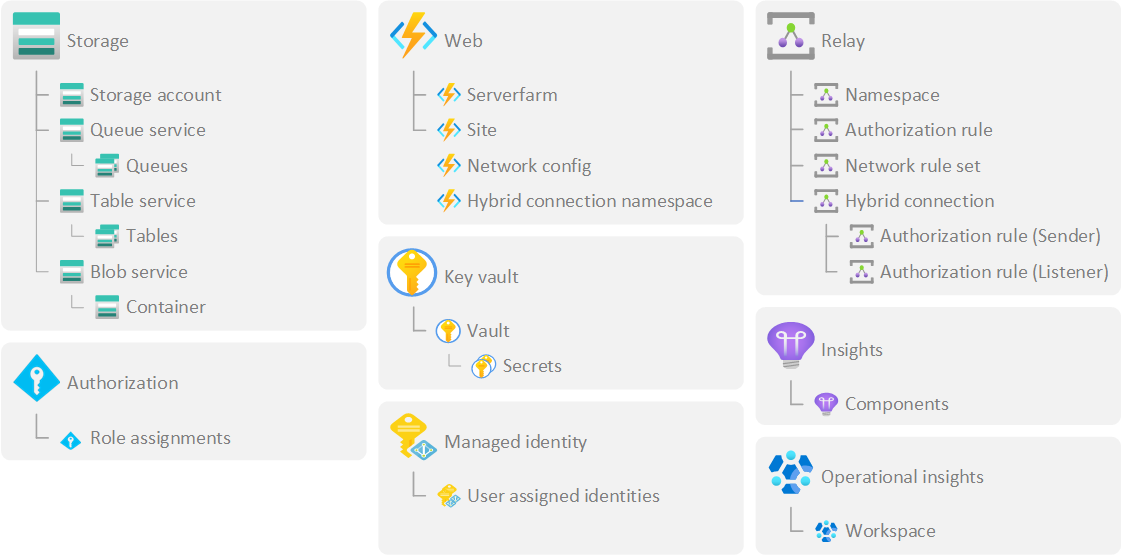 Storage
Storage account
Queue service
Queues
Table service
Tables
Blob service
Container
Authorization
Role assignments
Web
Serverfarm
Site
Network config
Hybrid connection namespace
Key vault
Vault
Secrets
Managed identity
User assigned identities
Relay
Namespace
Authorization rule
Network rule set
Hybrid connection
Authorization rule (Sender)
Authorization rule (Listener)
Insights
Components
Operational insights
Workspace